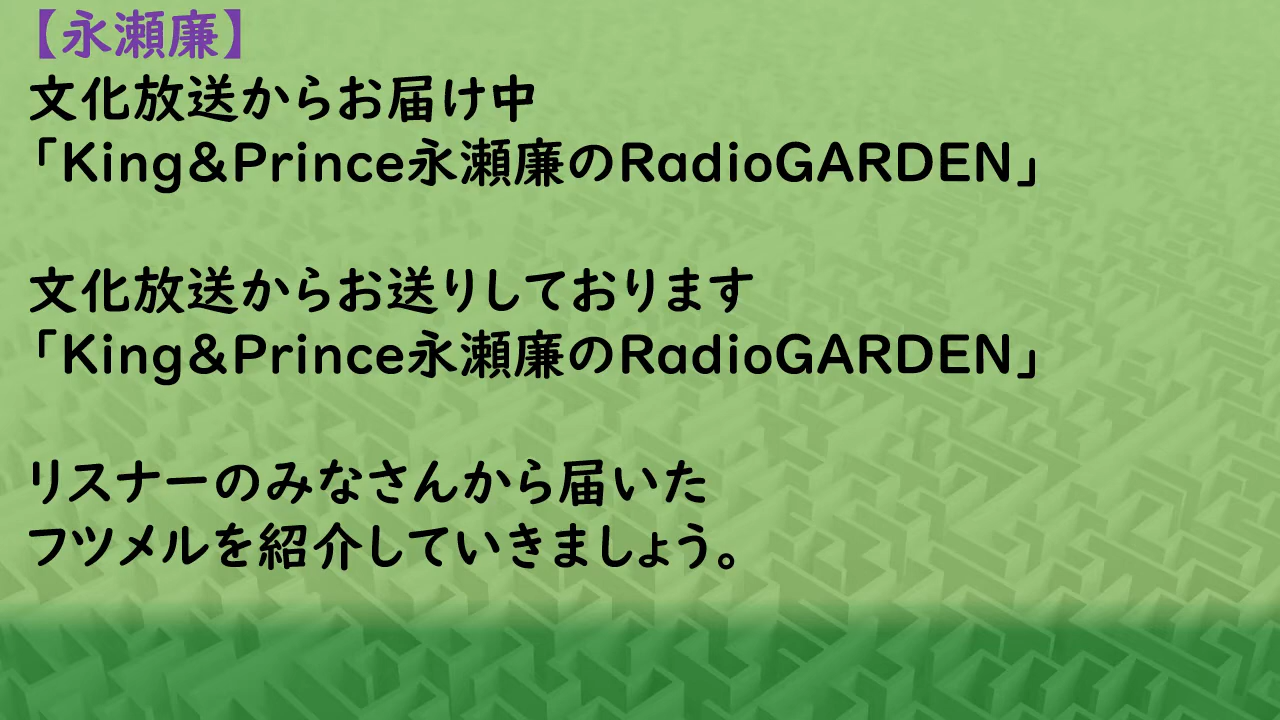 【永瀬廉】
文化放送からお届け中
「King&Prince永瀬廉のRadioGARDEN」
文化放送からお送りしております
「King&Prince永瀬廉のRadioGARDEN」
リスナーのみなさんから届いた
フツメルを紹介していきましょう。